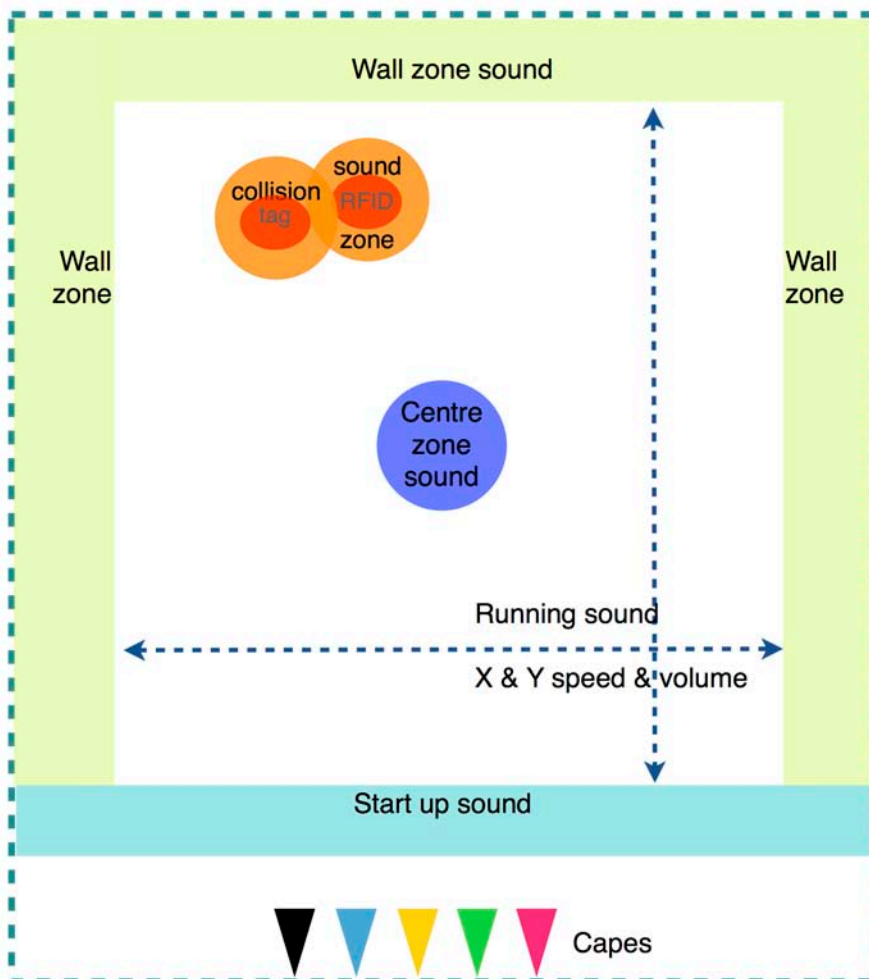 Wall zone sound
sound
collision
RFID
tag
zone
Wall
zone
Wall
zone
Centre
zone
sound
Running sound
X & Y speed & volume
Start up sound
Capes